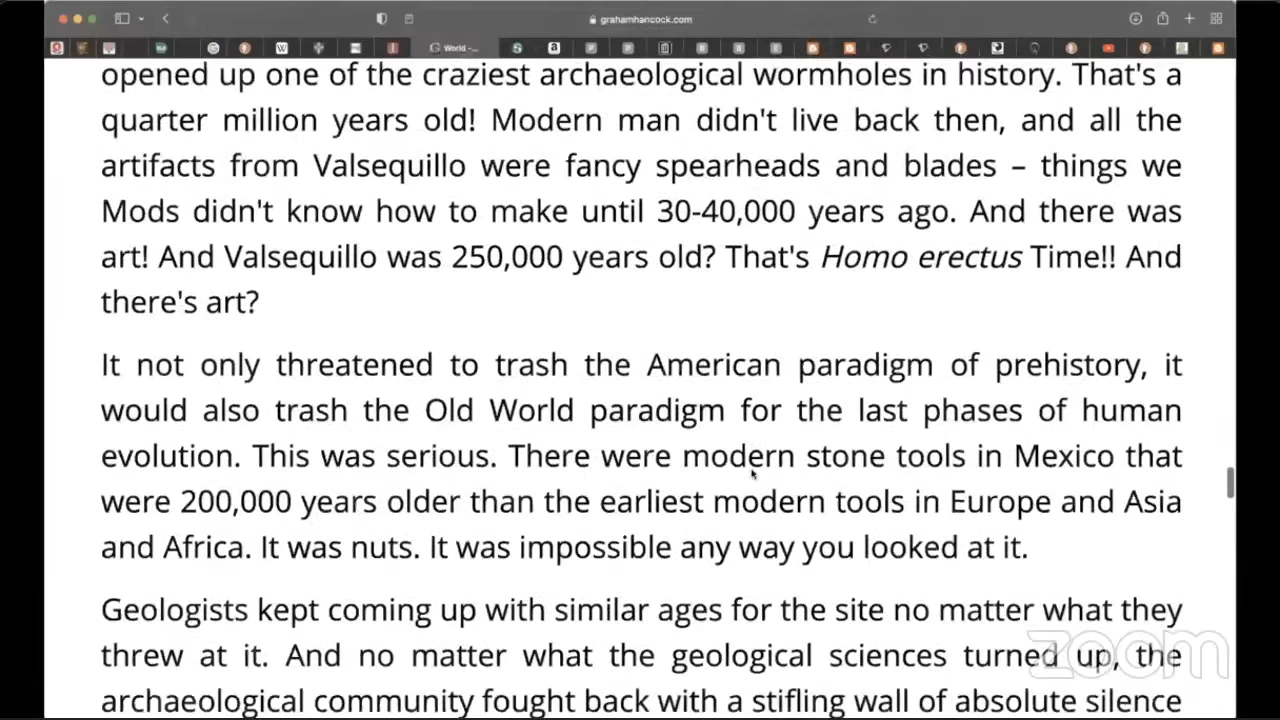 grahamhancock.com
World -...
opened up one of the craziest archaeological wormholes in history. That's a
quarter million years old! Modern man didn't live back then, and all the
artifacts from Valsequillo were fancy spearheads and blades – things we
Mods didn't know how to make until 30-40,000 years ago. And there was
art! And Valsequillo was 250,000 years old? That's Homo erectus Time!! And
there's art?
It not only threatened to trash the American paradigm of prehistory, it
would also trash the Old World paradigm for the last phases of human
evolution. This was serious. There were modern stone tools in Mexico that
were 200,000 years older than the earliest modern tools in Europe and Asia
and Africa. It was nuts. It was impossible any way you looked at it.
Geologists kept coming up with similar ages for the site no matter what they
threw at it. And no matter what the geological sciences turned up, the
archaeological community fought back with a stifling wall of absolute silence
zoom